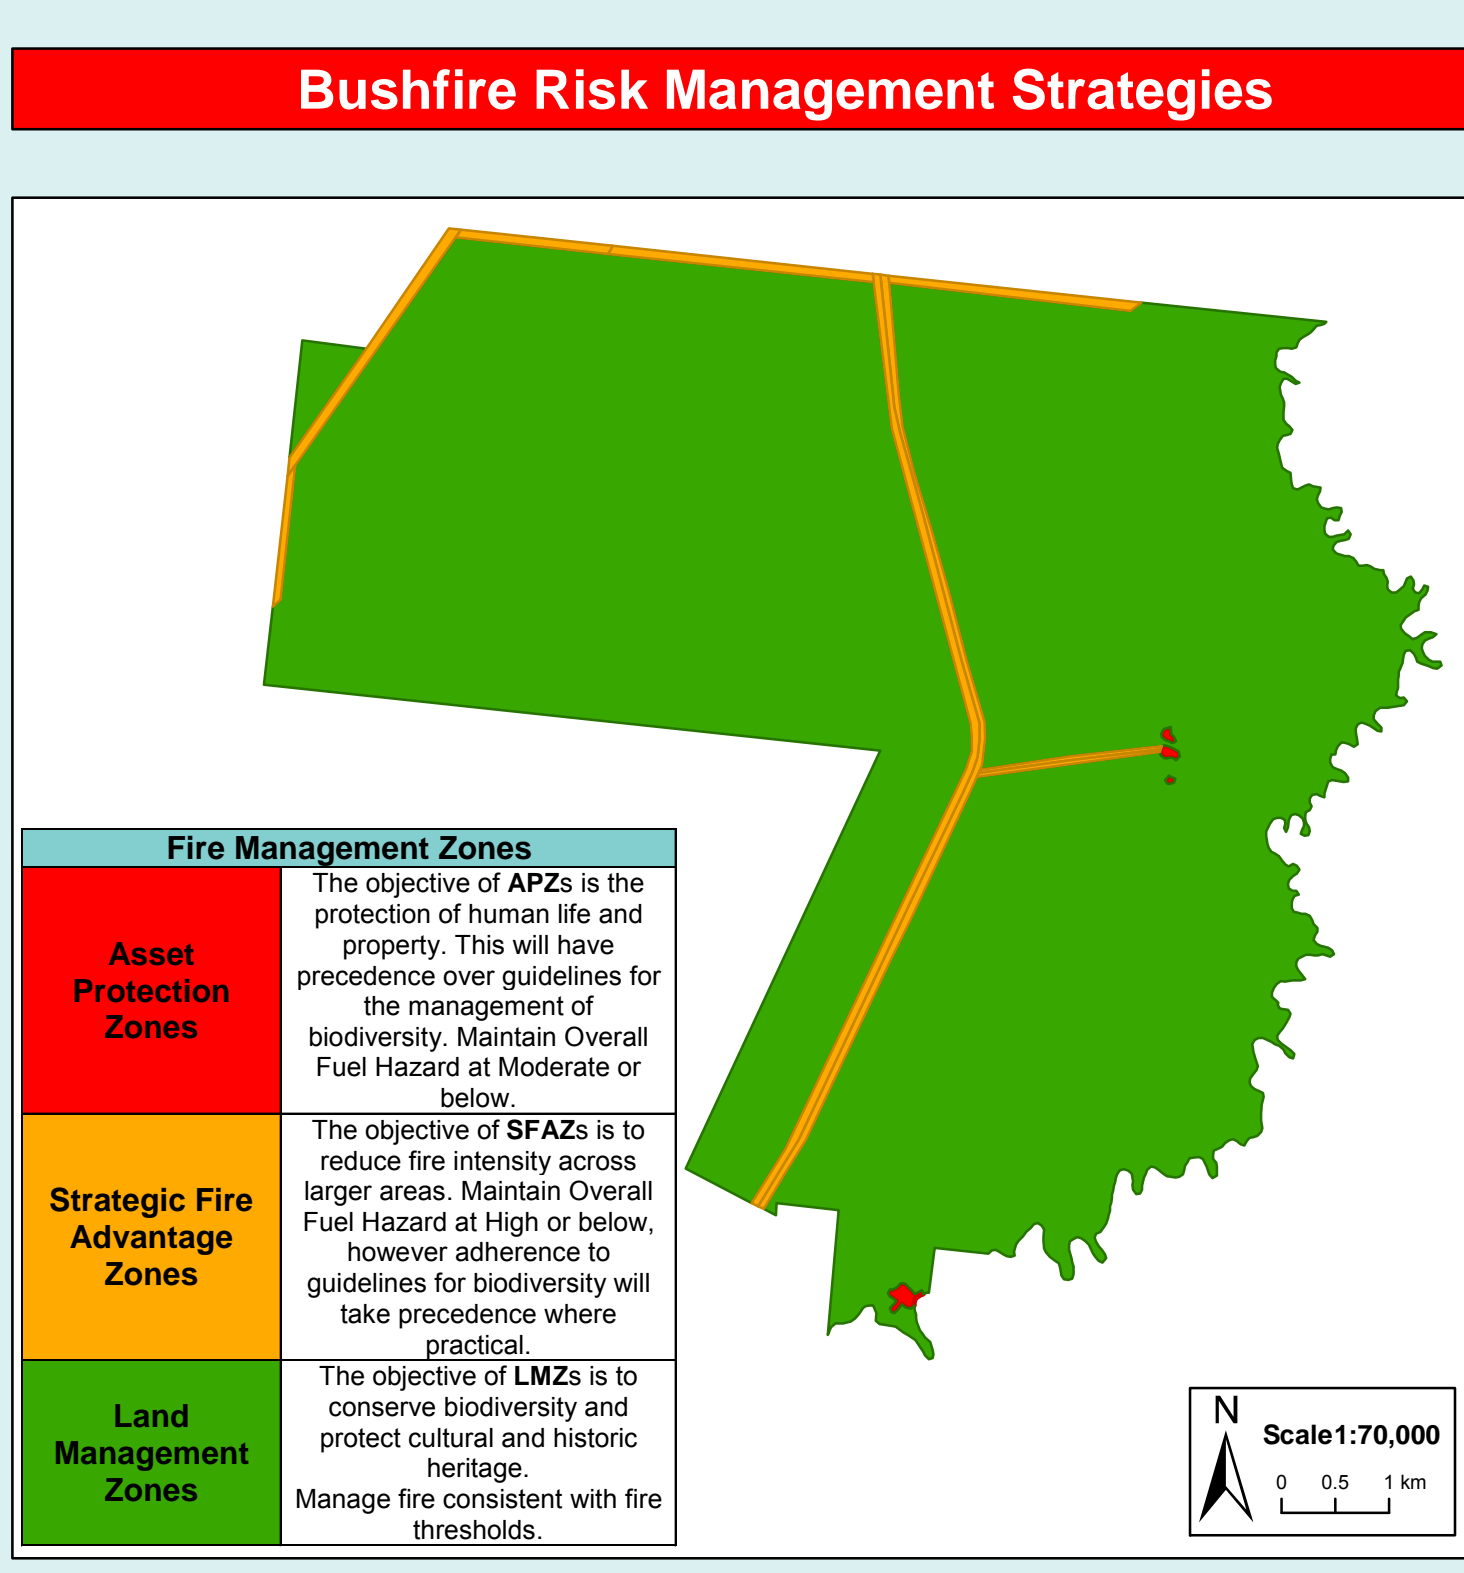 Bushfire Risk Management Strategies
Fire Management Zones
Asset
Protection
Zones
The objective of APZs is the
protection of human life and
property. This will have
precedence over guidelines for
the management of
biodiversity. Maintain Overall
Fuel Hazard at Moderate or
below.
Strategic Fire
Advantage
Zones
The objective of SFAZs is to
reduce fire intensity across
larger areas. Maintain Overall
Fuel Hazard at High or below,
however adherence to
guidelines for biodiversity will
take precedence where
practical.
Land
Management
Zones
The objective of LMZs is to
conserve biodiversity and
protect cultural and historic
heritage.
Manage fire consistent with fire
thresholds.
N
Scale1:70,000
0 0.5 1 km